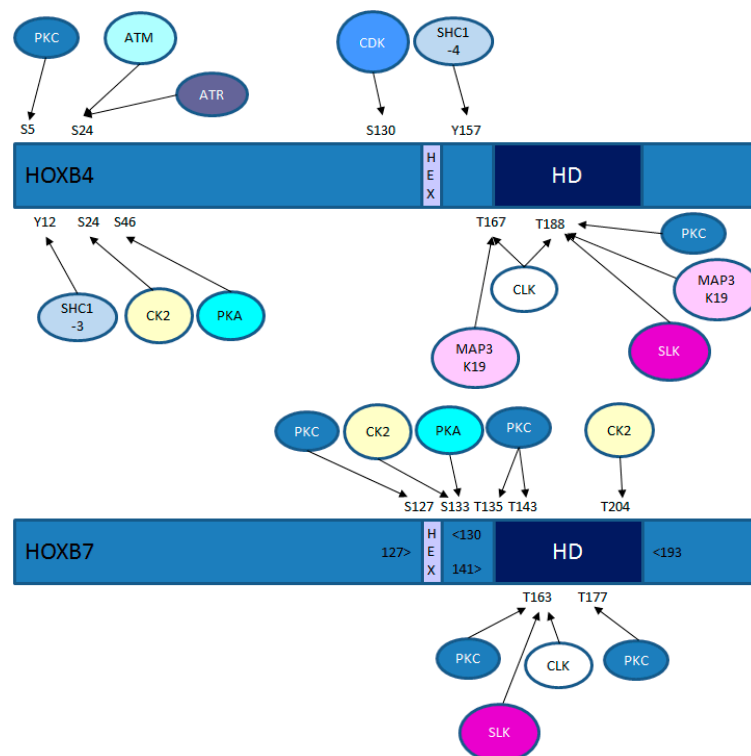 PKC
ATM
ATR
CDK
SHC1
-4
S5
S24
S130
Y157
HOXB4
H
E
X
HD
Y12
S24
S46
T167
T188
SHC1
-3
CK2
PKA
CLK
PKC
MAP3
K19
MAP3
K19
SLK
PKC
CK2
PKA
PKC
CK2
S127
S133
T135
T143
T204
HOXB7
127>
H
E
X
<130
141>
HD
<193
T163
T177
PKC
CLK
PKC
SLK